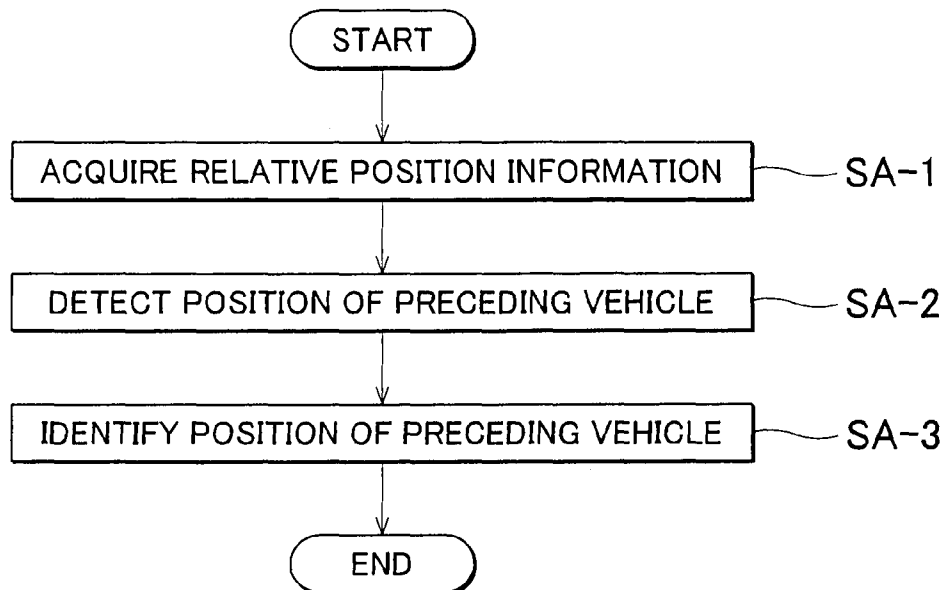 START
ACQUIRE RELATIVE POSITION INFORMATION SA-1
DETECT POSITION OF PRECEDING VEHICLE SA-2
IDENTIFY POSITION OF PRECEDING VEHICLE SA-3
END